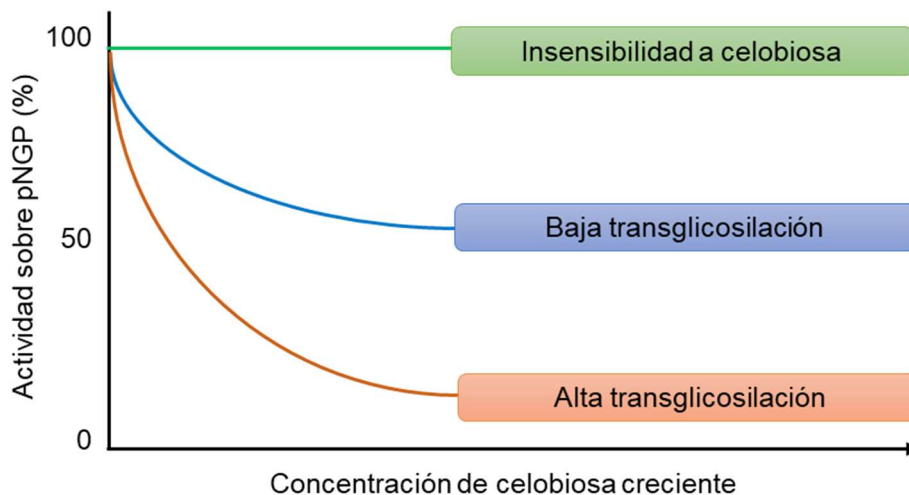 100
Insensibilidad a celobiosa
Actividad sobre pNGP (%)
50
Baja transglicosilación
Alta transglicosilación
0
Concentración de celobiosa creciente